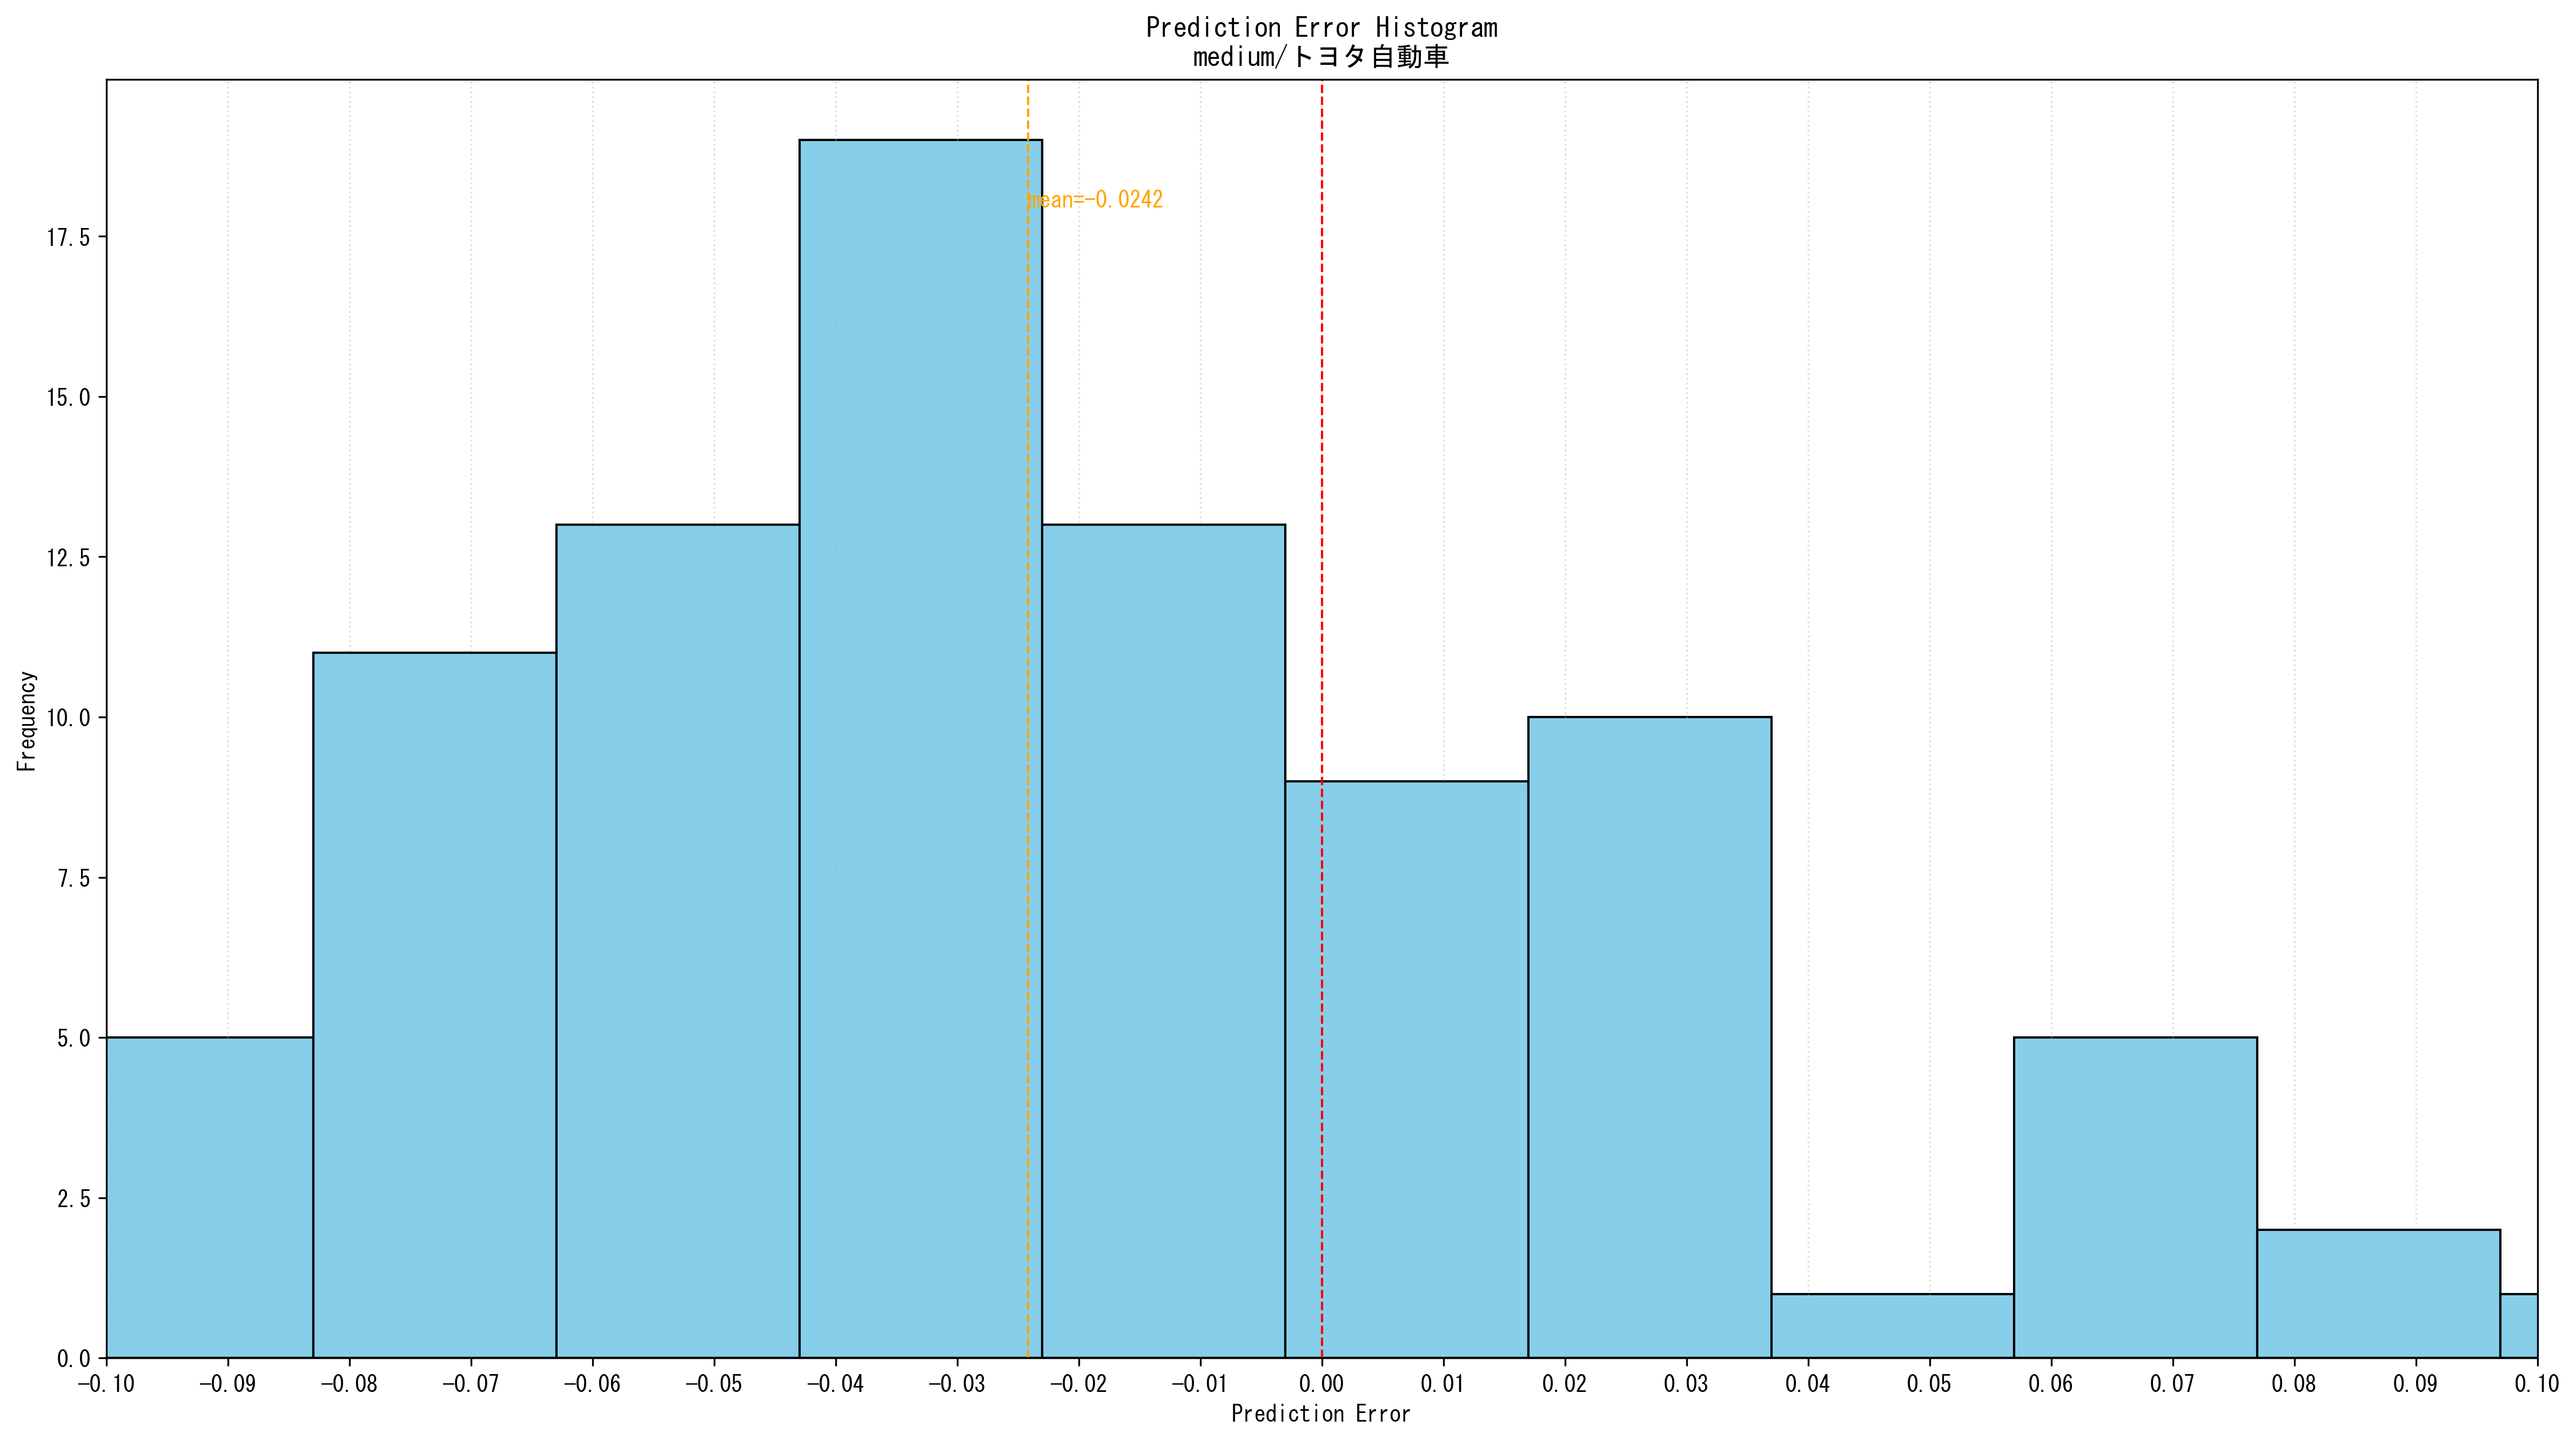 Prediction Error Histogram
medium/トヨタ自動車
mean=-0.0242
17.5
15.0
12.5
10.0
7.5
5.0
2.5
0.0
Frequency
-0.10 -0.09 -0.08 -0.07 -0.06 -0.05 -0.04 -0.03 -0.02 -0.01 0.00 0.01 0.02 0.03 0.04 0.05 0.06 0.07 0.08 0.09 0.10
Prediction Error